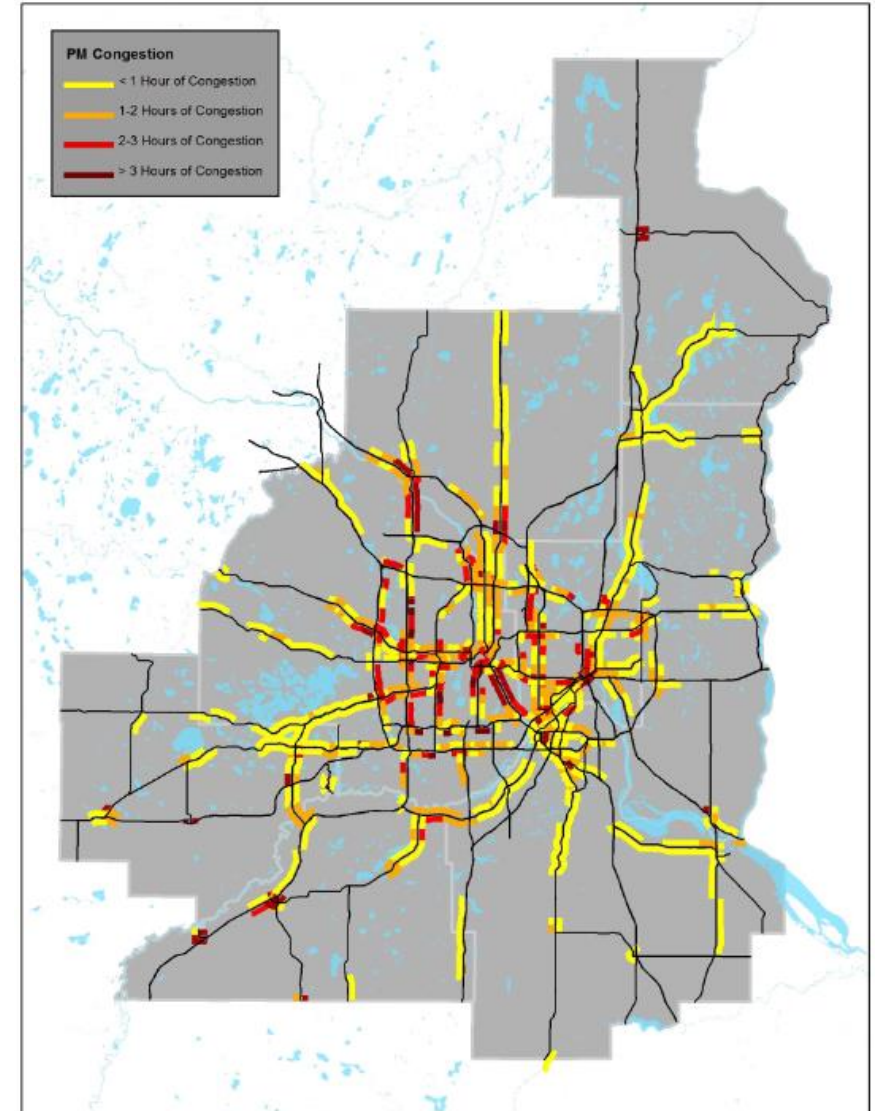 PM Congestion
< 1 Hour of Congestion
1-2 Hours of Congestion
2-3 Hours of Congestion
> 3 Hours of Congestion